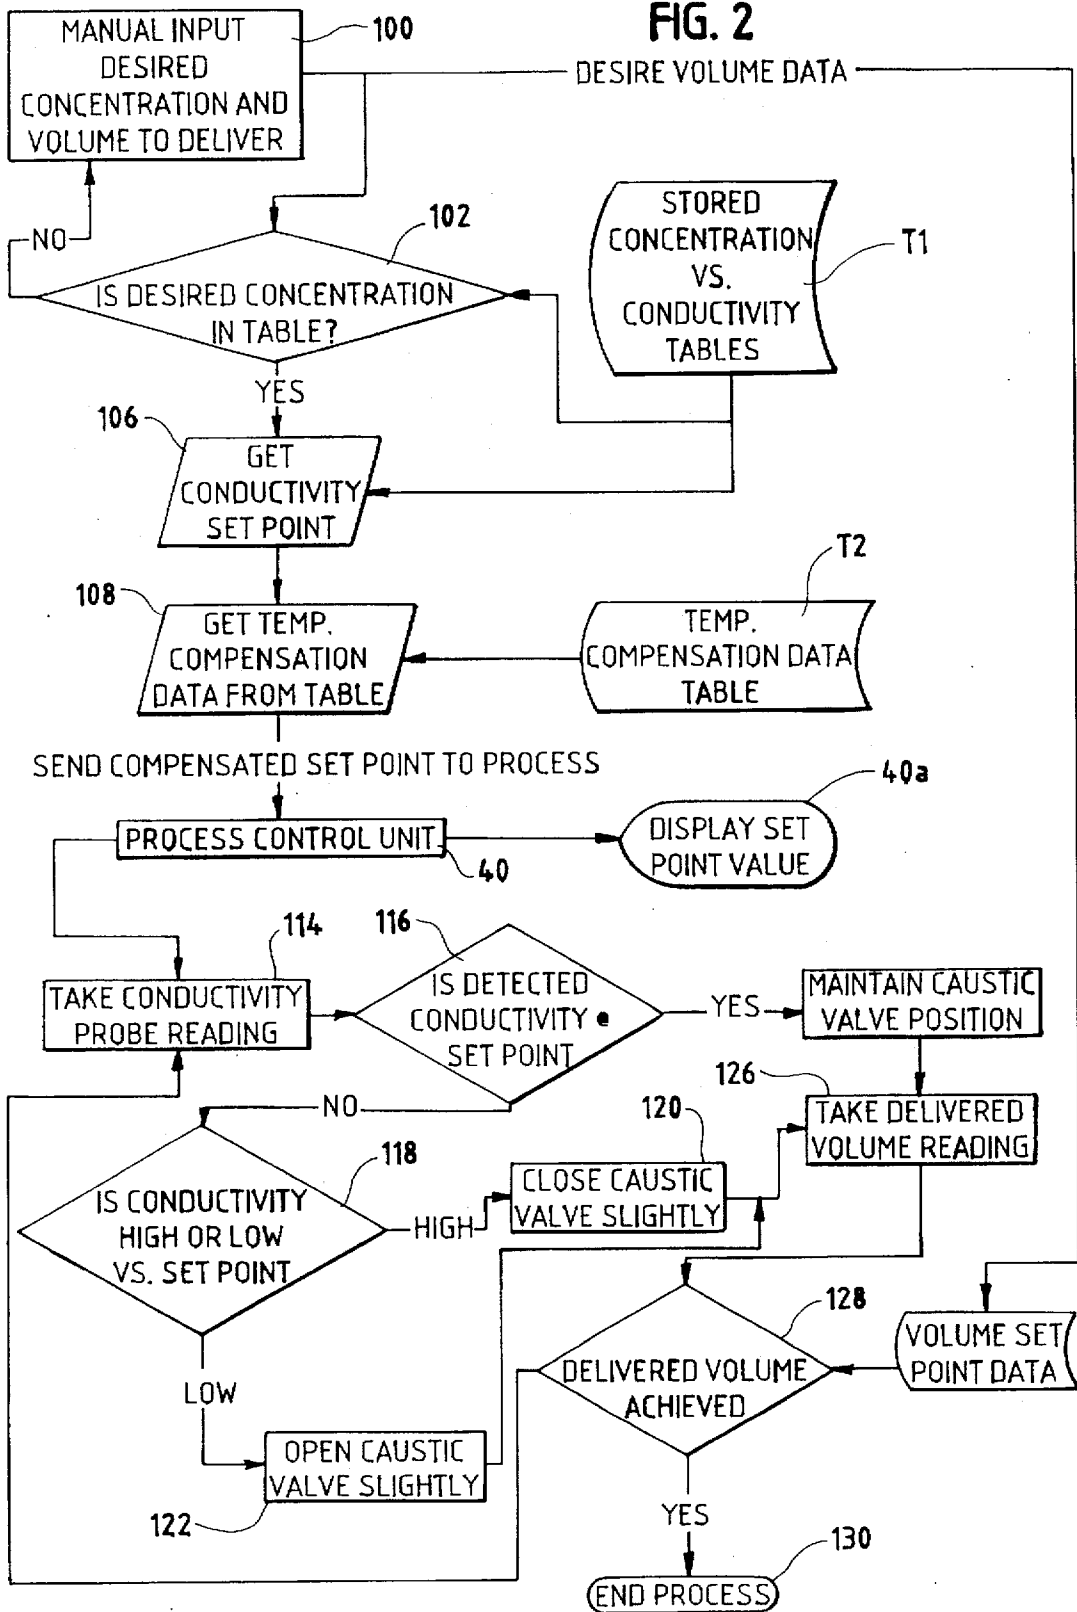 FIG. 2
100
MANUAL INPUT
DESIRED
CONCENTRATION AND
VOLUME TO DELIVER
DESIRE VOLUME DATA
NO
102
IS DESIRED CONCENTRATION
IN TABLE?
STORED
CONCENTRATION
VS.
CONDUCTIVITY
TABLES
T1
YES
106
GET
CONDUCTIVITY
SET POINT
T2
108
GET TEMP.
COMPENSATION
DATA FROM TABLE
TEMP.
COMPENSATION DATA
TABLE
SEND COMPENSATED SET POINT TO PROCESS
40a
PROCESS CONTROL UNIT
40
DISPLAY SET
POINT VALUE
114
116
TAKE CONDUCTIVITY
PROBE READING
IS DETECTED
CONDUCTIVITY @
SET POINT
YES
MAINTAIN CAUSTIC
VALVE POSITION
NO
126
TAKE DELIVERED
VOLUME READING
118
IS CONDUCTIVITY
HIGH OR LOW
VS. SET POINT
HIGH
120
CLOSE CAUSTIC
VALVE SLIGHTLY
128
DELIVERED VOLUME
ACHIEVED
VOLUME SET
POINT DATA
LOW
OPEN CAUSTIC
VALVE SLIGHTLY
122
YES
130
END PROCESS